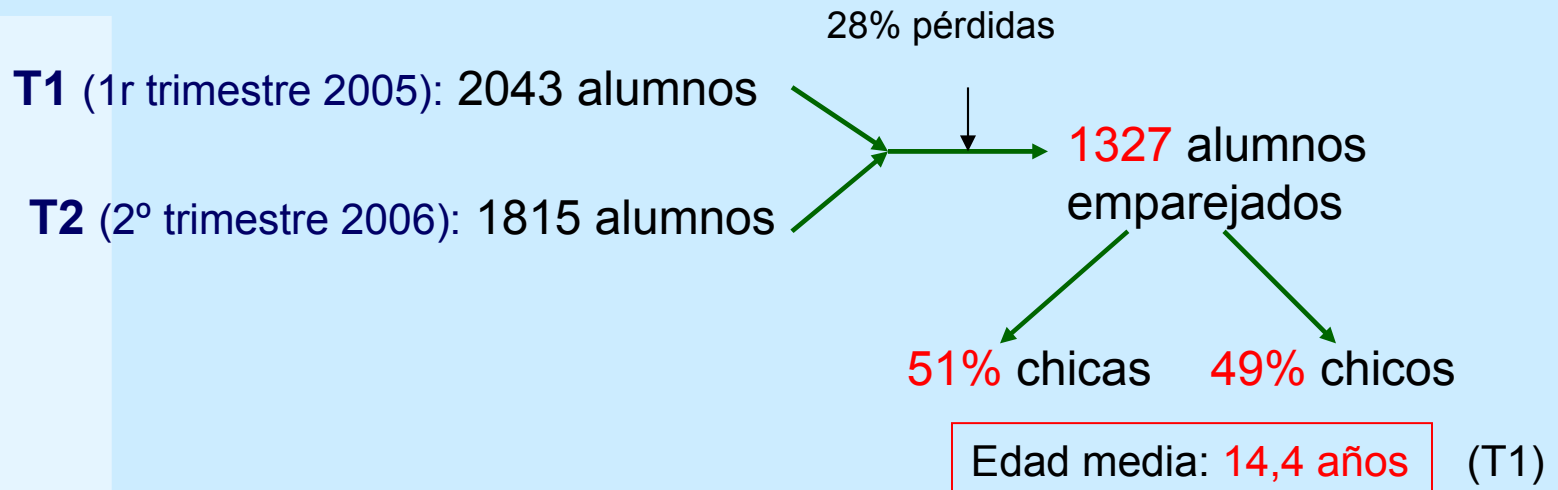 28% pérdidas
T1 (1r trimestre 2005): 2043 alumnos
1327 alumnos
emparejados
T2 (2º trimestre 2006): 1815 alumnos
51% chicas 49% chicos
Edad media: 14,4 años (T1)